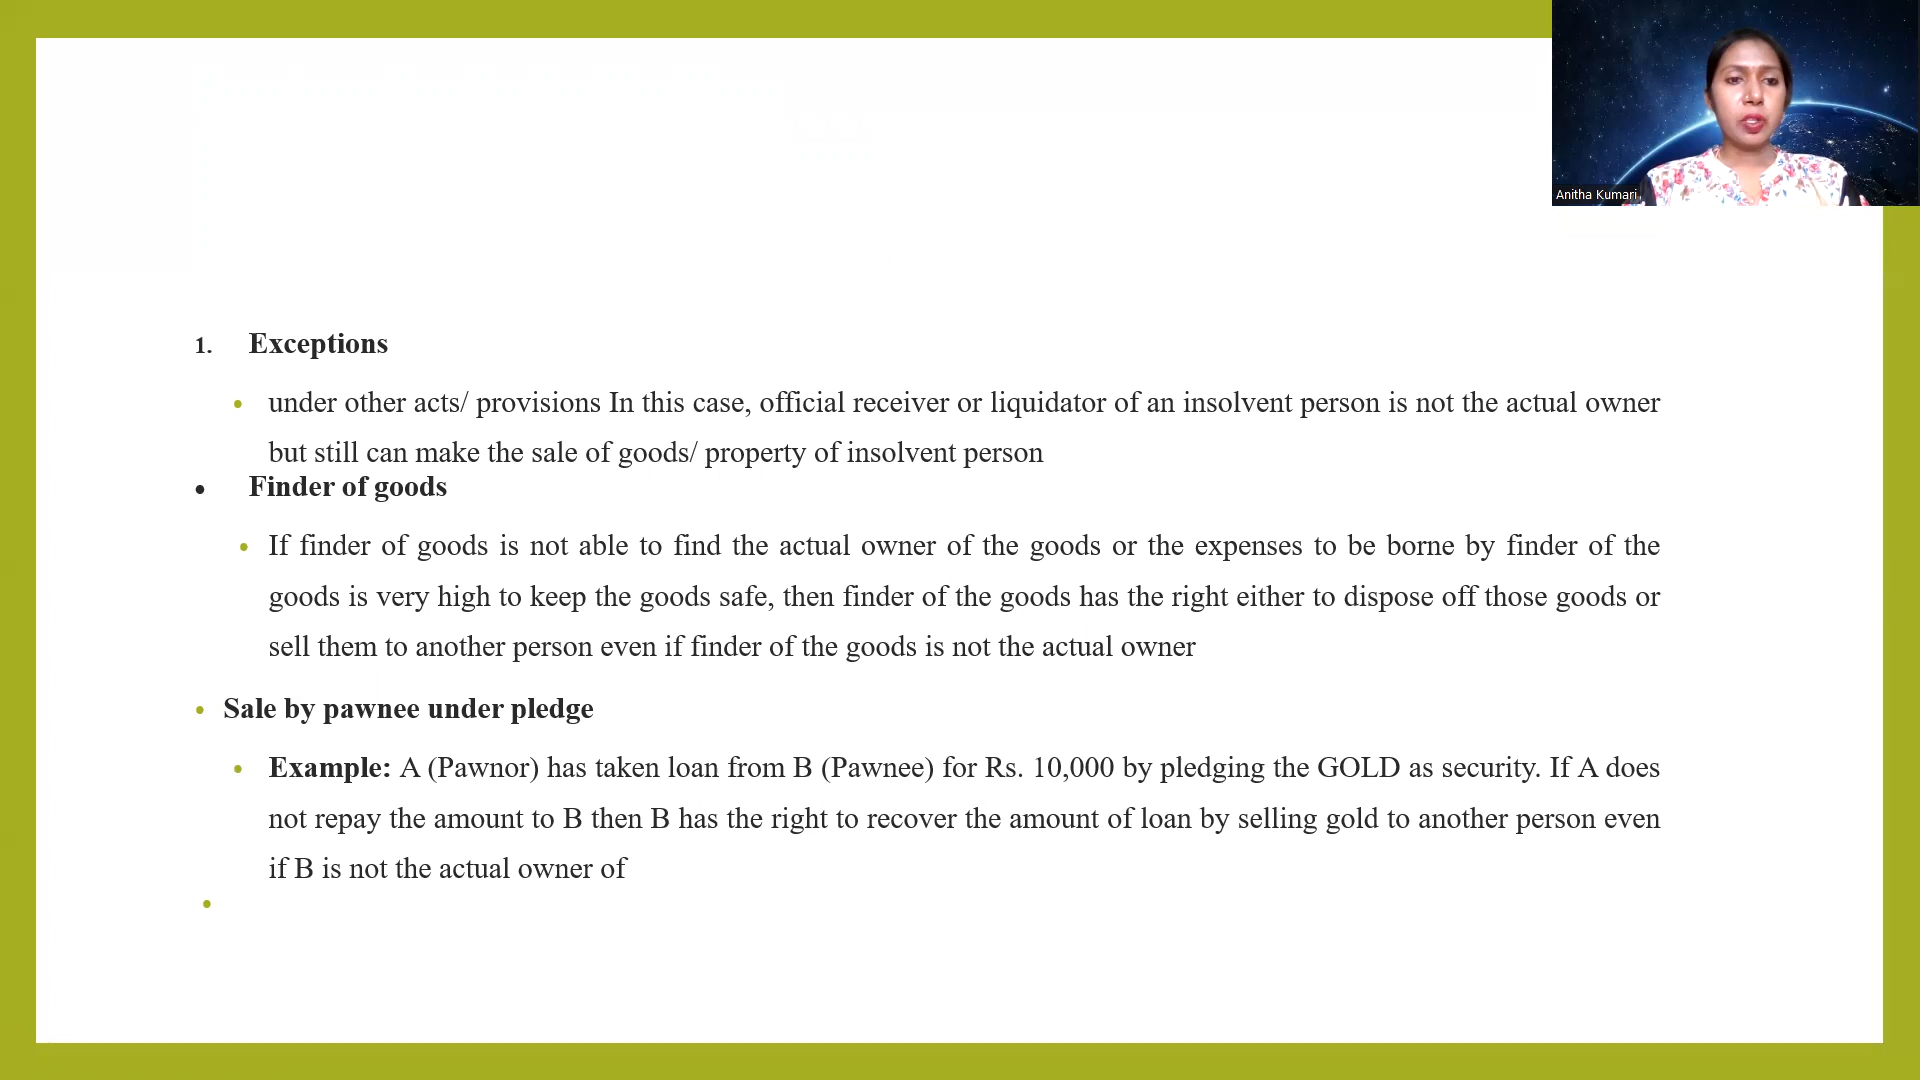 Anitha Kumari
1. Exceptions
• under other acts/ provisions In this case, official receiver or liquidator of an insolvent person is not the actual owner
but still can make the sale of goods/ property of insolvent person
• Finder of goods
• If finder of goods is not able to find the actual owner of the goods or the expenses to be borne by finder of the
goods is very high to keep the goods safe, then finder of the goods has the right either to dispose off those goods or
sell them to another person even if finder of the goods is not the actual owner
• Sale by pawnee under pledge
• Example: A (Pawnor) has taken loan from B (Pawnee) for Rs. 10,000 by pledging the GOLD as security. If A does
not repay the amount to B then B has the right to recover the amount of loan by selling gold to another person even
if B is not the actual owner of
•